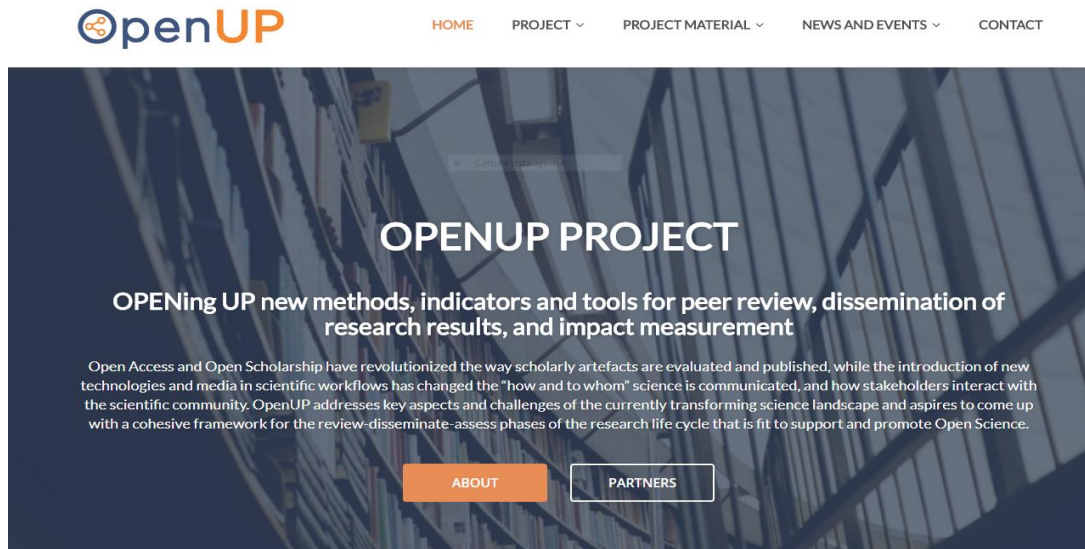 OpenUP
HOME PROJECT PROJECT MATERIAL NEWS AND EVENTS CONTACT
Cattura rettangolare
OPENUP PROJECT
OPENing UP new methods, indicators and tools for peer review, dissemination of
research results, and impact measurement
Open Access and Open Scholarship have revolutionized the way scholarly artefacts are evaluated and published, while the introduction of new
technologies and media in scientific workflows has changed the “how and to whom” science is communicated, and how stakeholders interact with
the scientific community. OpenUP addresses key aspects and challenges of the currently transforming science landscape and aspires to come up
with a cohesive framework for the review-disseminate-assess phases of the research life cycle that is fit to support and promote Open Science.
ABOUT PARTNERS